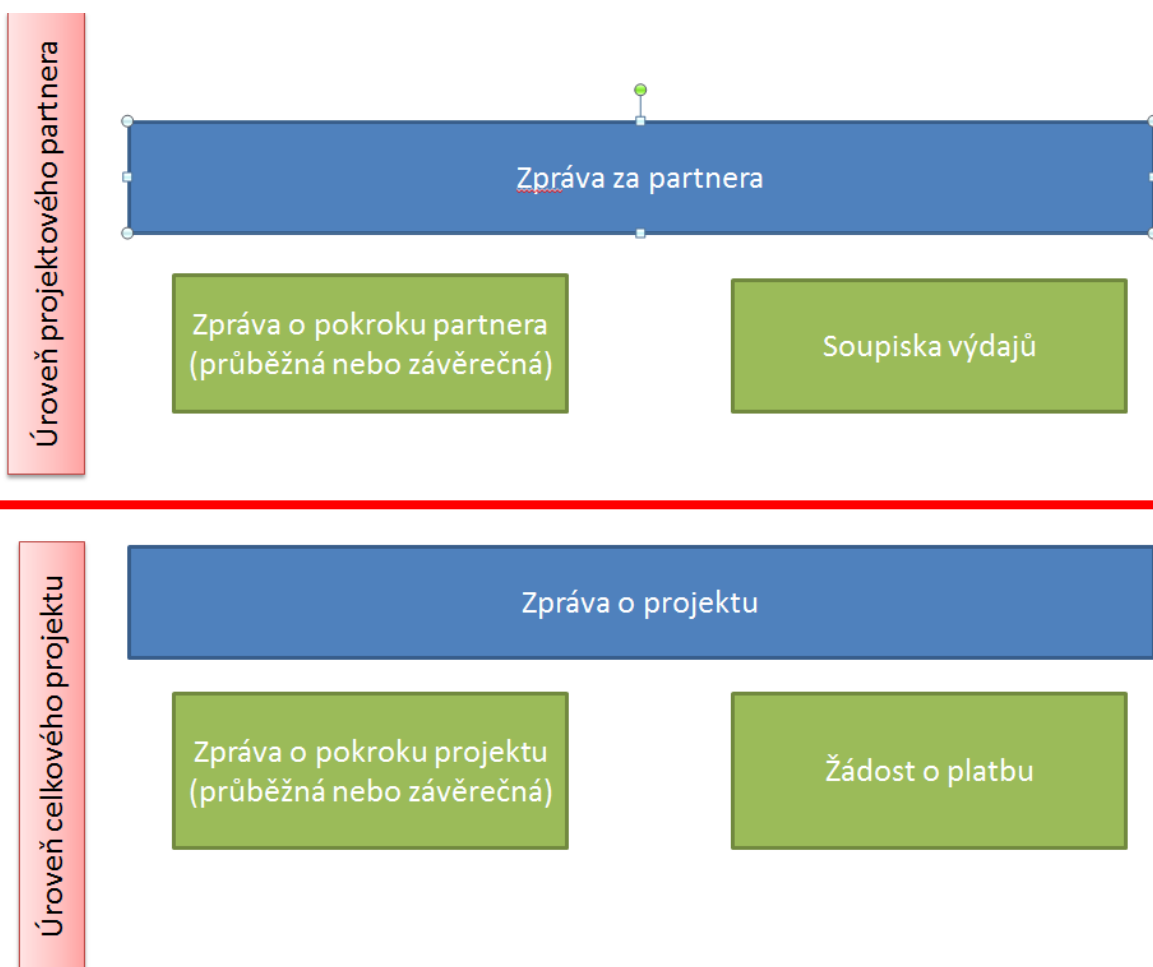 Úroveň projektového partnera
Zpráva za partnera
Zpráva o pokroku partnera
(průběžná nebo závěrečná)
Soupiska výdajů
Úroveň celkového projektu
Zpráva o projektu
Zpráva o pokroku projektu
(průběžná nebo závěrečná)
Žádost o platbu